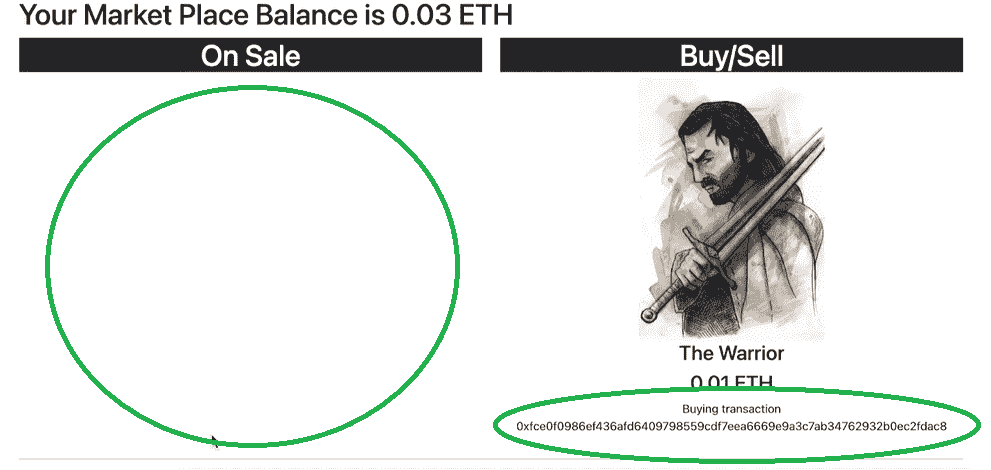 Your Market Place Balance is 0.03 ETH
On Sale
Buy/Sell
The Warrior
0.01 ETH
Buying transaction
0xfce0f0986ef436afd6409798559cdf7eea6669e9a3c7ab34762932b0ec2fdac8